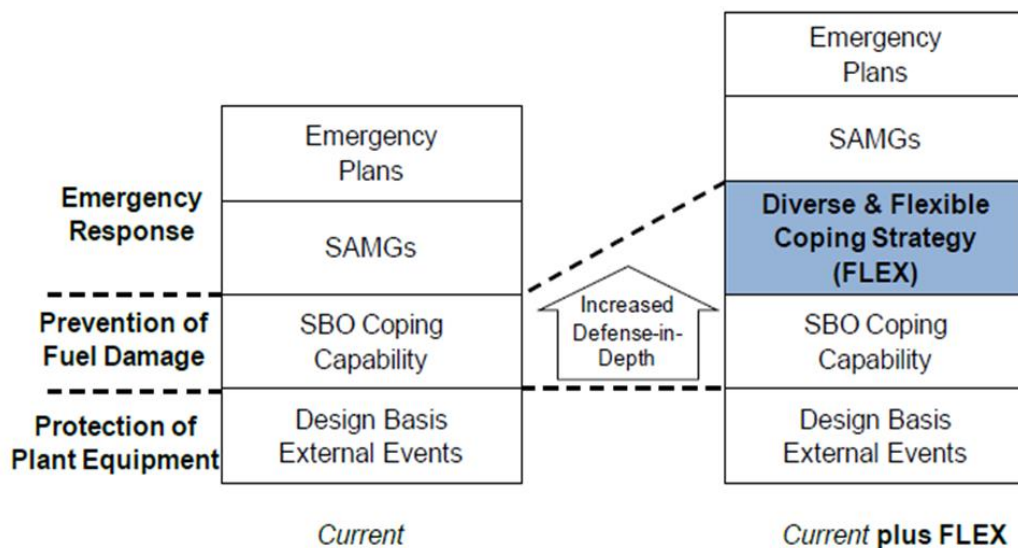 Emergency
Response
Prevention of
Fuel Damage
Protection of
Plant Equipment
Emergency
Plans
SAMGs
SBO Coping
Capability
Design Basis
External Events
Current
Increased
Defense-in-
Depth
Emergency
Plans
SAMGs
Diverse & Flexible
Coping Strategy
(FLEX)
SBO Coping
Capability
Design Basis
External Events
Current plus FLEX